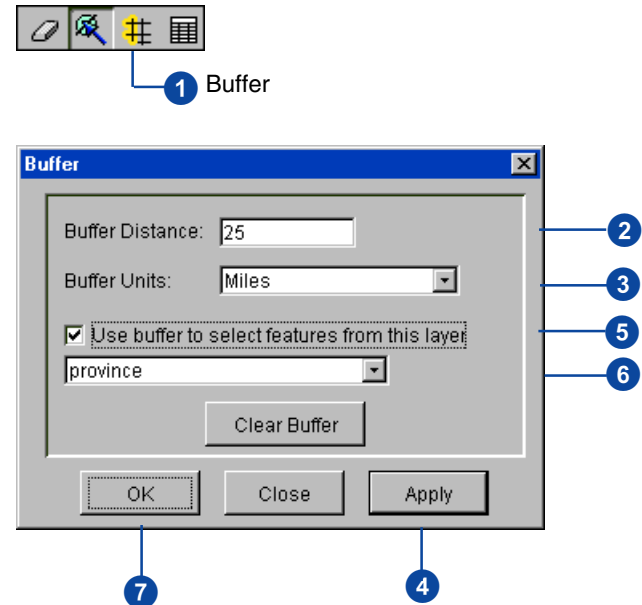 1 Buffer
Buffer
Buffer Distance: 25
2
Buffer Units: Miles
3
Use buffer to select features from this layer
5
province
6
Clear Buffer
OK Close Apply
7 4